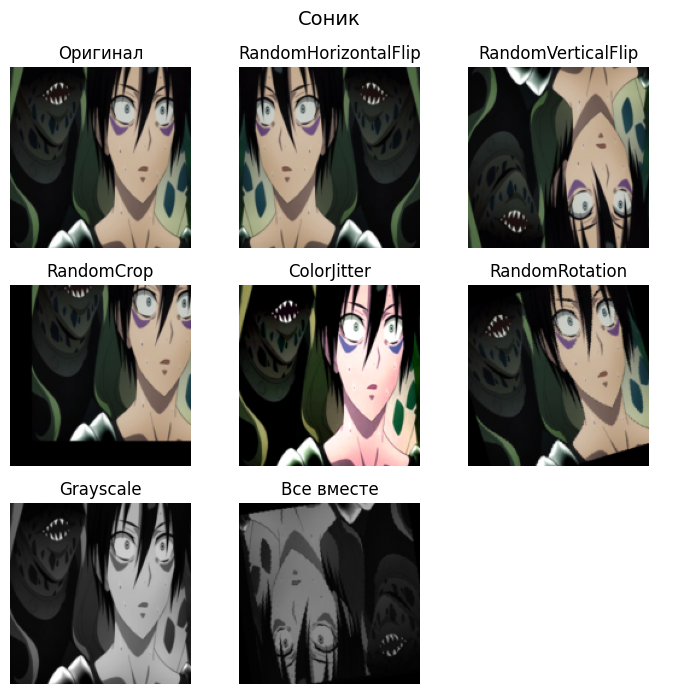 Соник
Оригинал
RandomHorizontalFlip
RandomVerticalFlip
RandomCrop
ColorJitter
RandomRotation
Grayscale
Все вместе